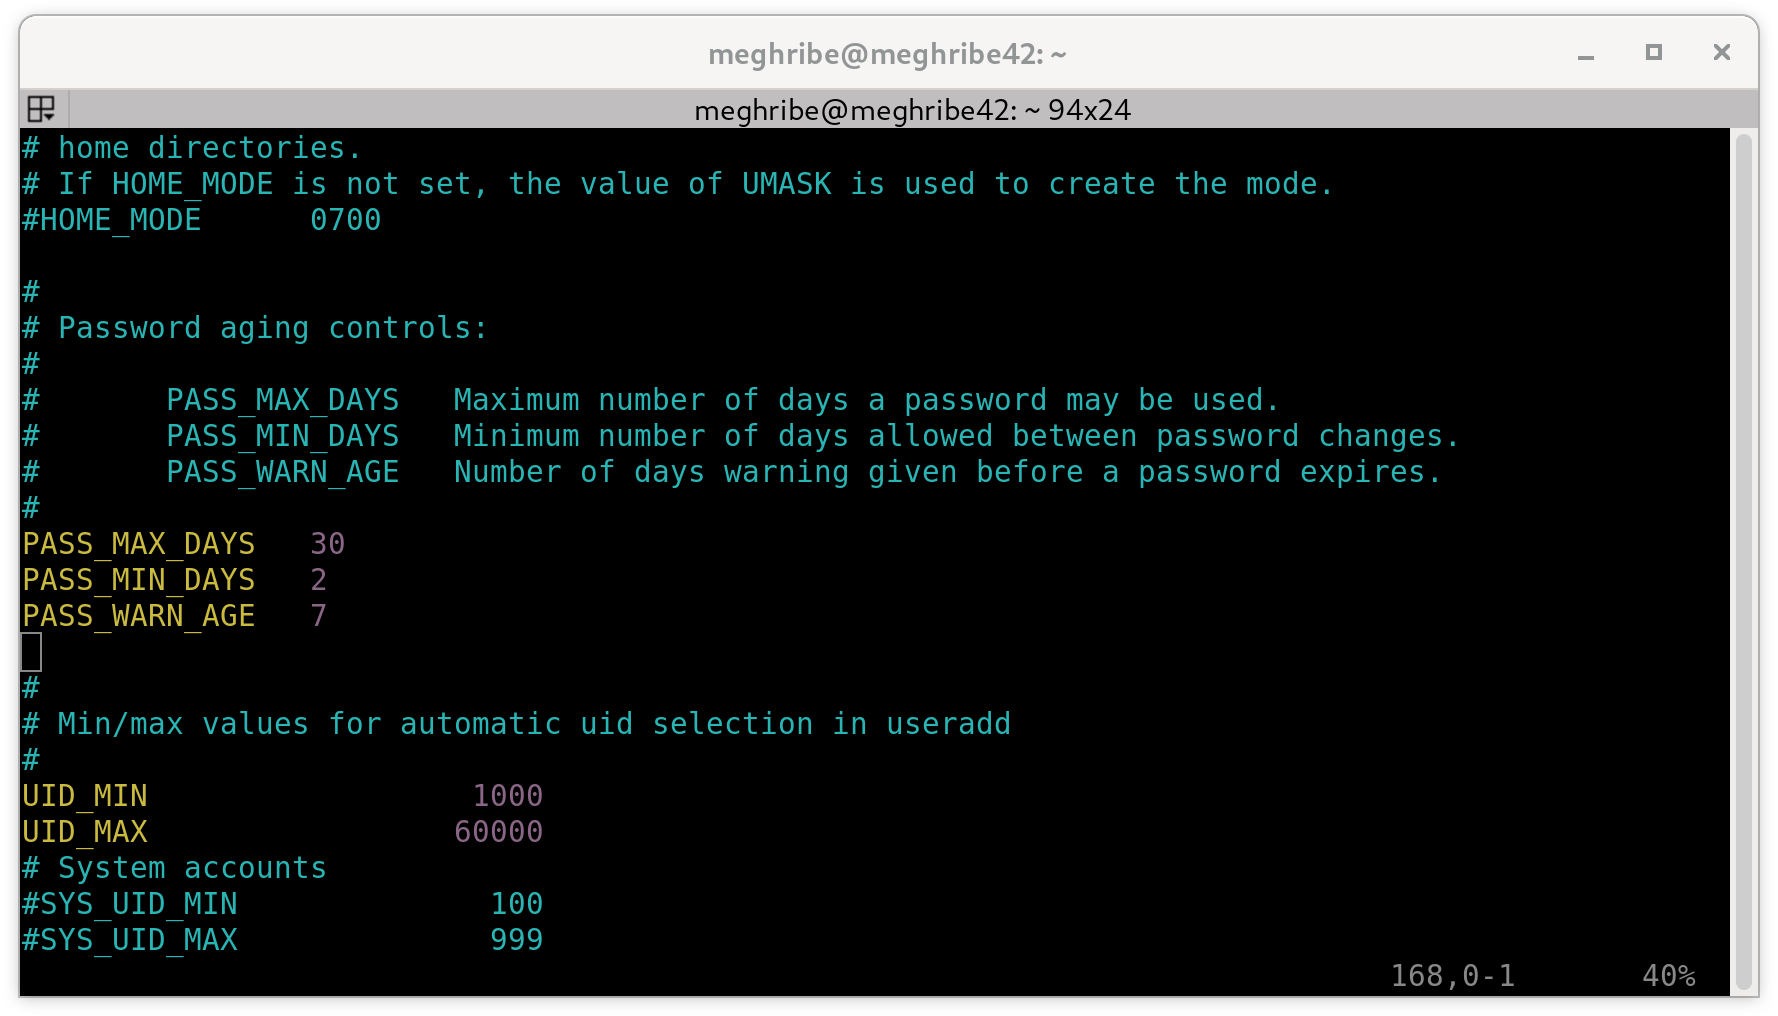 meghribe@meghribe42: ~
meghribe@meghribe42: ~ 94x24
# home directories.
# If HOME_MODE is not set, the value of UMASK is used to create the mode.
#HOME_MODE      0700
#
# Password aging controls:
#
#       PASS_MAX_DAYS   Maximum number of days a password may be used.
#       PASS_MIN_DAYS   Minimum number of days allowed between password changes.
#       PASS_WARN_AGE   Number of days warning given before a password expires.
#
PASS_MAX_DAYS   30
PASS_MIN_DAYS   2
PASS_WARN_AGE   7
#
# Min/max values for automatic uid selection in useradd
#
UID_MIN                  1000
UID_MAX                 60000
# System accounts
#SYS_UID_MIN              100
#SYS_UID_MAX              999
168,0-1       40%